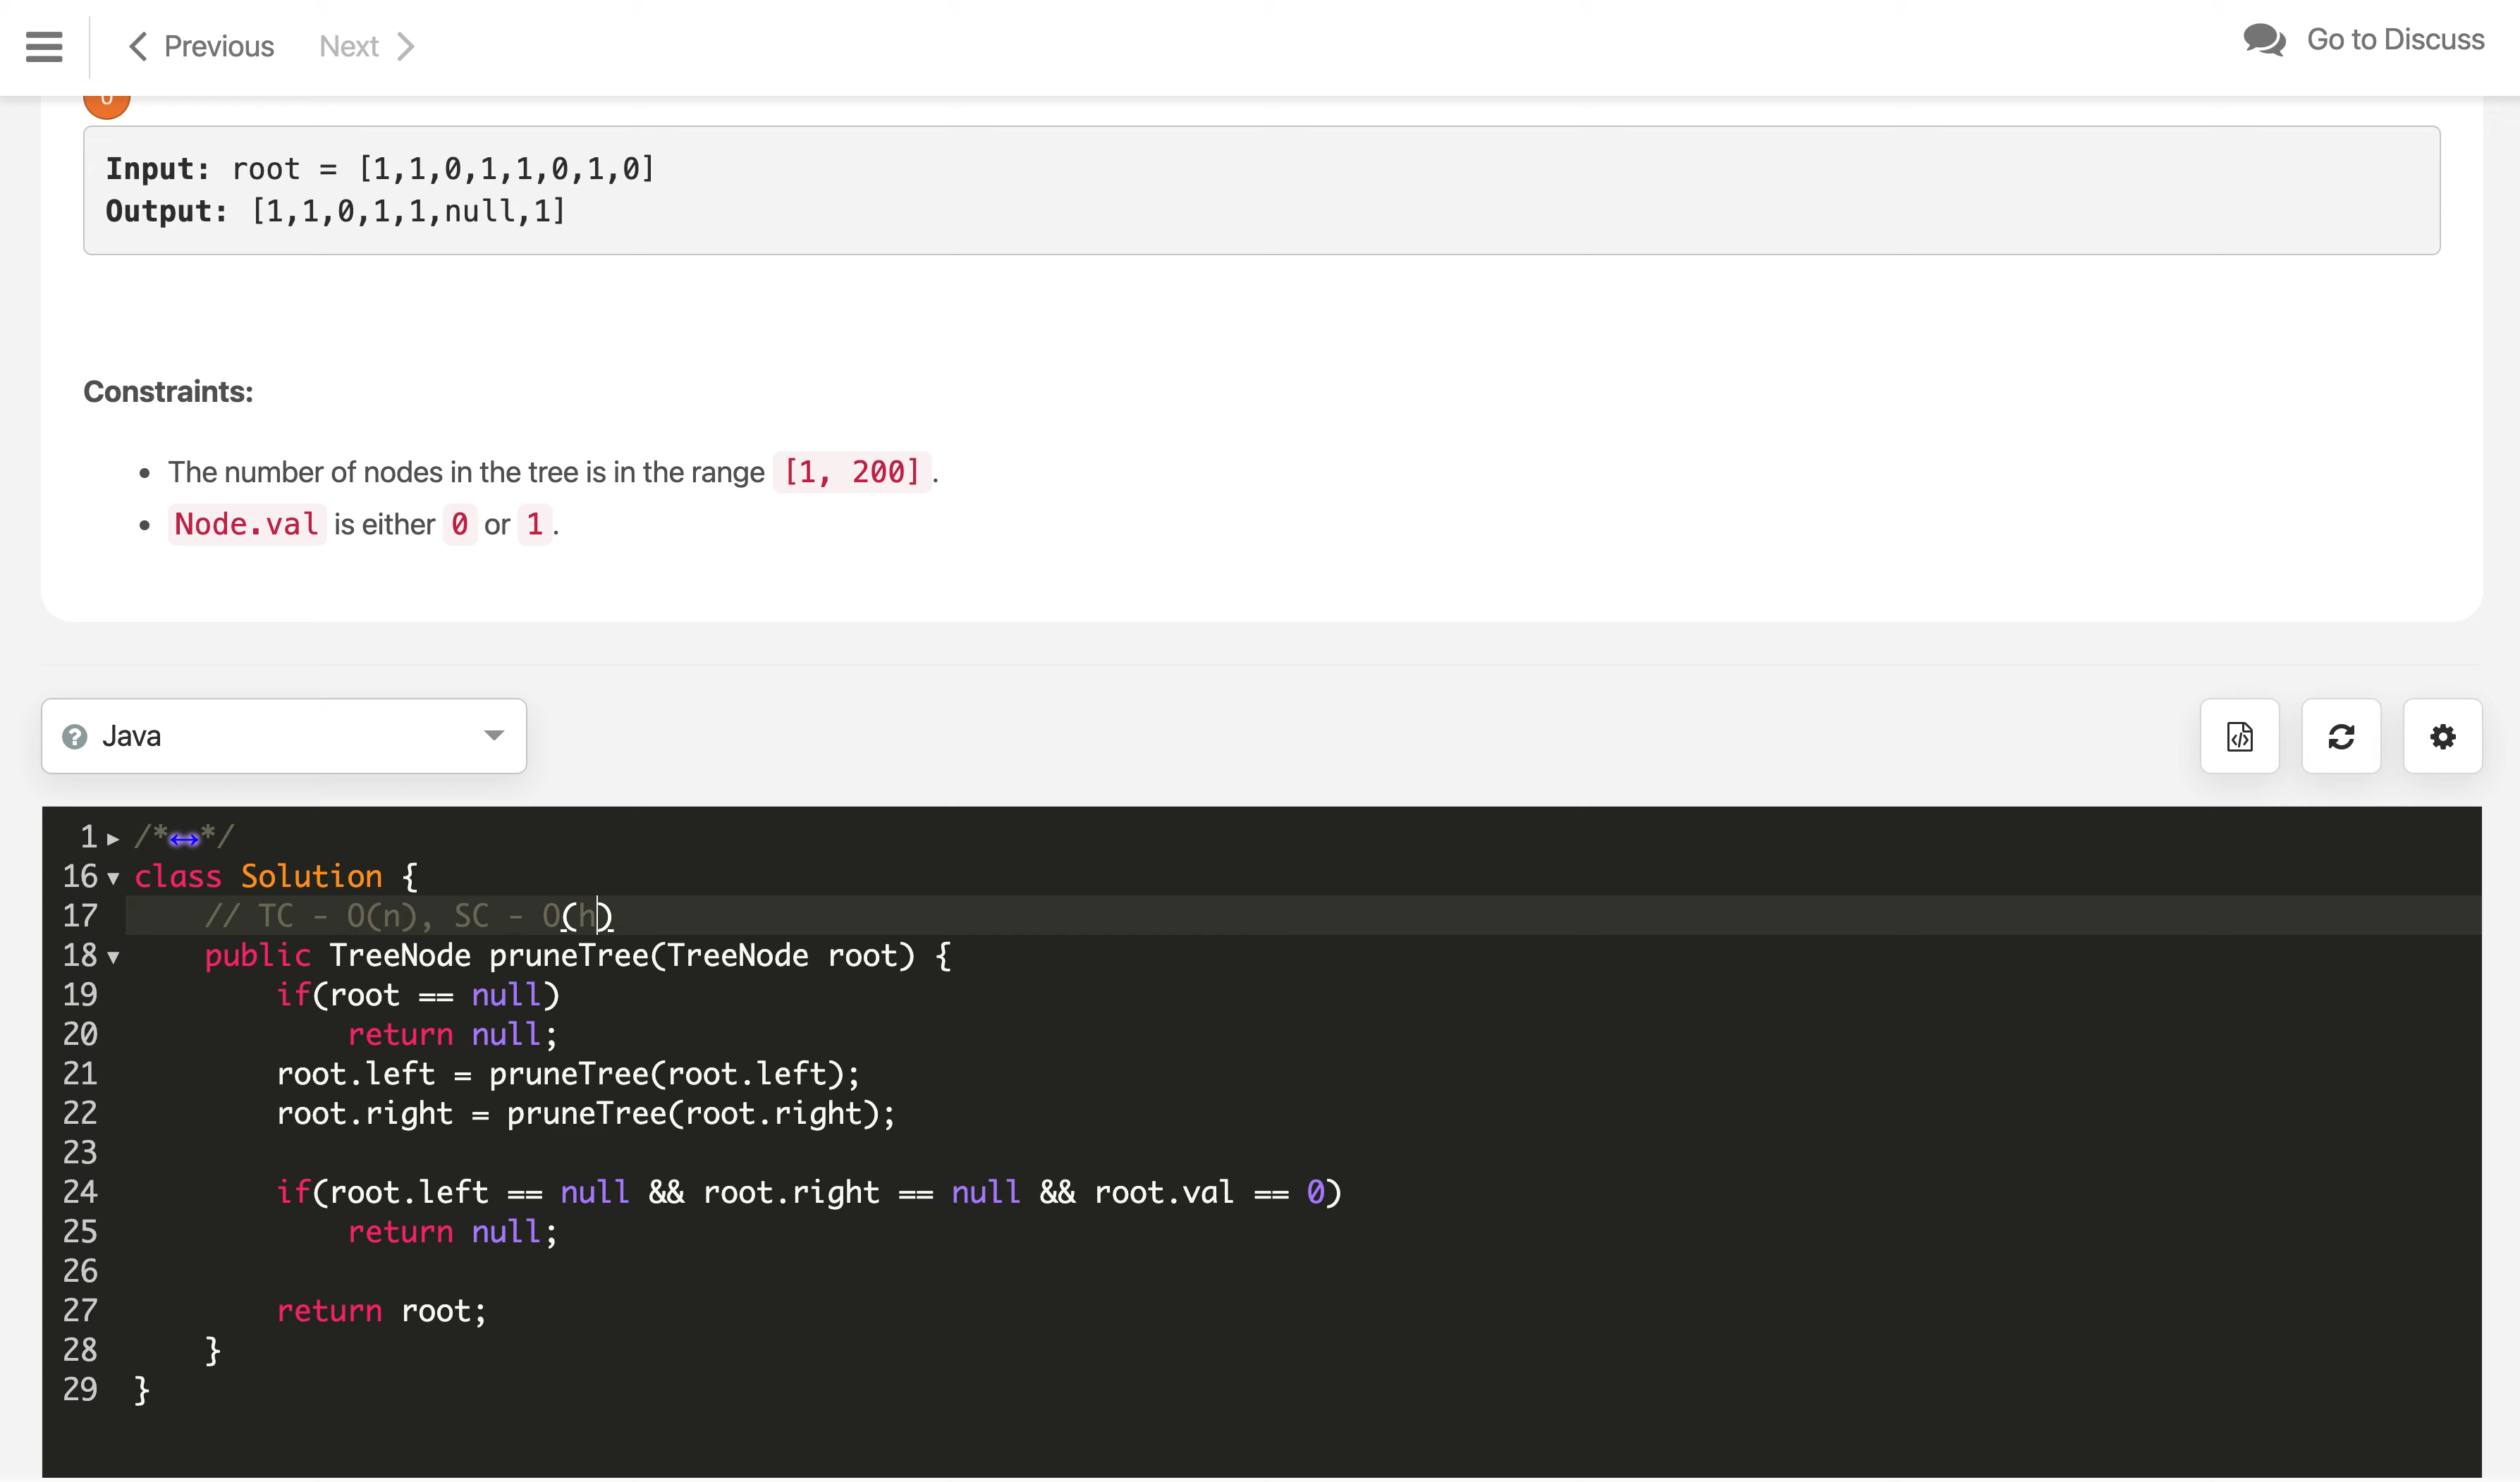 Previous Next Go to Discuss
0
Input: root = [1,1,0,1,1,0,1,0]
Output: [1,1,0,1,1,null,1]
Constraints:
• The number of nodes in the tree is in the range [1, 200].
• Node.val is either 0 or 1.
? Java
1 /*↔*/
16 class Solution {
17 // TC - O(n), SC - O(h)
18 public TreeNode pruneTree(TreeNode root) {
19 if(root == null)
20 return null;
21 root.left = pruneTree(root.left);
22 root.right = pruneTree(root.right);
23
24 if(root.left == null && root.right == null && root.val == 0)
25 return null;
26
27 return root;
28 }
29 }